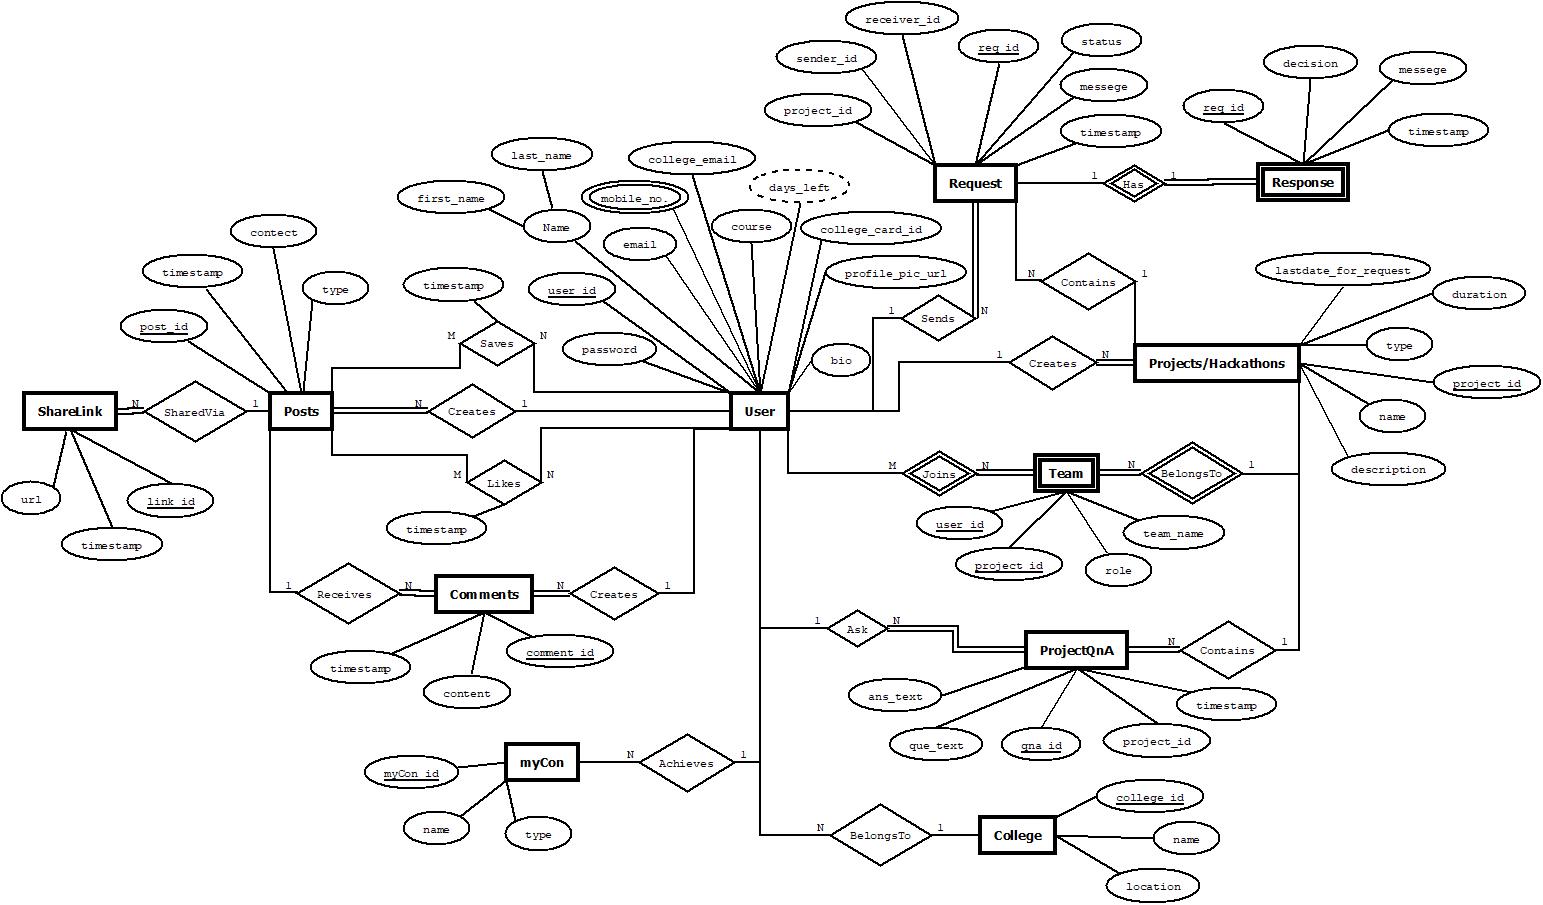 receiver_id
req_id
status
sender_id
decision
messege
messege
project_id
req_id
timestamp
timestamp
last_name
college_email
Request
1
Has
1
Response
days_left
first_name
mobile_no.
Name
course
college_card_id
contect
email
timestamp
type
timestamp
user_id
profile_pic_url
N
Contains
1
lastdate_for_request
duration
post_id
M
Saves
N
password
1
Sends
N
bio
1
Creates
N
Projects/Hackathons
type
project_id
name
description
ShareLink
N
SharedVia
1
Posts
N
Creates
1
User
url
link_id
timestamp
M
Likes
N
timestamp
M
Joins
N
Team
N
BelongsTo
1
user_id
team_name
project_id
role
1
Receives
N
Comments
N
Creates
1
timestamp
comment_id
content
1
Ask
N
ProjectQnA
N
Contains
1
ans_text
timestamp
que_text
qna_id
project_id
myCon
N
Achieves
1
myCon_id
name
type
N
BelongsTo
1
College
college_id
name
location